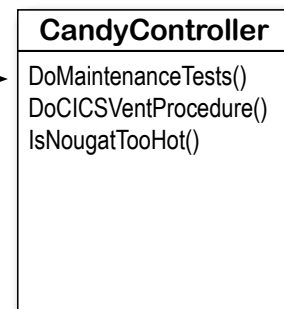 CandyController
DoMaintenanceTests()
DoCICSVentProcedure()
IsNougatTooHot()